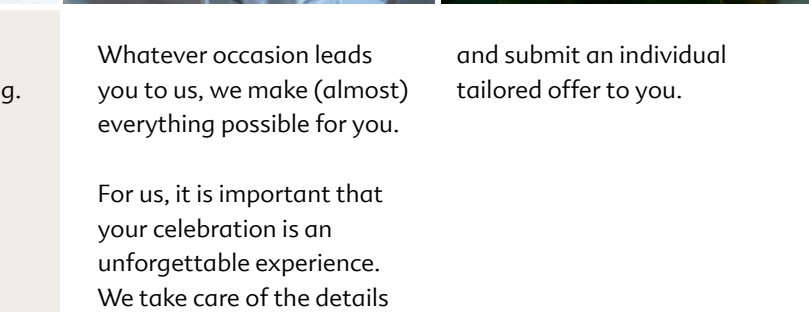 g.
Whatever occasion leads
you to us, we make (almost)
everything possible for you.
For us, it is important that
your celebration is an
unforgettable experience.
We take care of the details
and submit an individual
tailored offer to you.